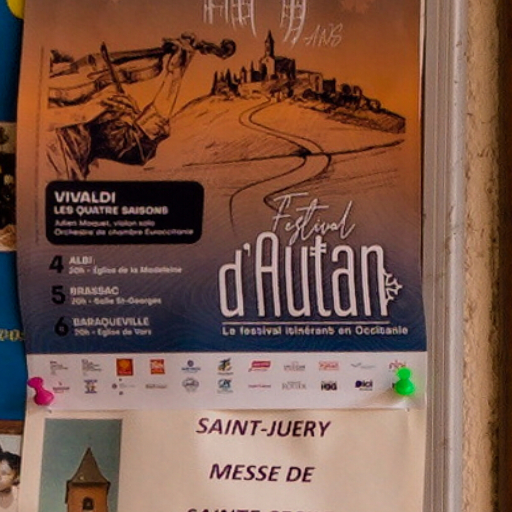 ANS
VIVALDI
LES QUATRE SAISONS
Julien Moquet, violon solo
Orchestre de chambre Euroccitanie
Festival
d'Autan
4 ALBI
20h - Église de la Madeleine
5 BRASSAC
20h - Salle St-Georges
6 BARAQUEVILLE
20h - Eglise de Vors
Le festival itinérant en Occitanie
SAINT-JUERY
MESSE DE